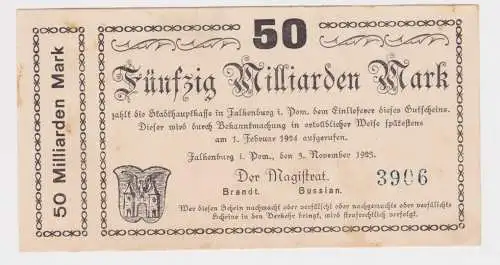 50 Milliarden Mark
50
Fünfzig Milliarden Mark
zahlt die Stadthauptkasse in Falkenburg i. Pom. dem Einlieferer dieses Gutscheins.
Dieser wird durch Bekanntmachung in ortsüblicher Weise spätestens
am 1. Februar 1924 aufgerufen.
Falkenburg i. Pom., den 3. November 1923.
Der Magistrat.
Brandt. Bussian.
3906
Wer diesen Schein nachmacht oder verfälscht oder nachgemachte oder verfälschte
Scheine in den Verkehr bringt, wird strafrechtlich verfolgt.